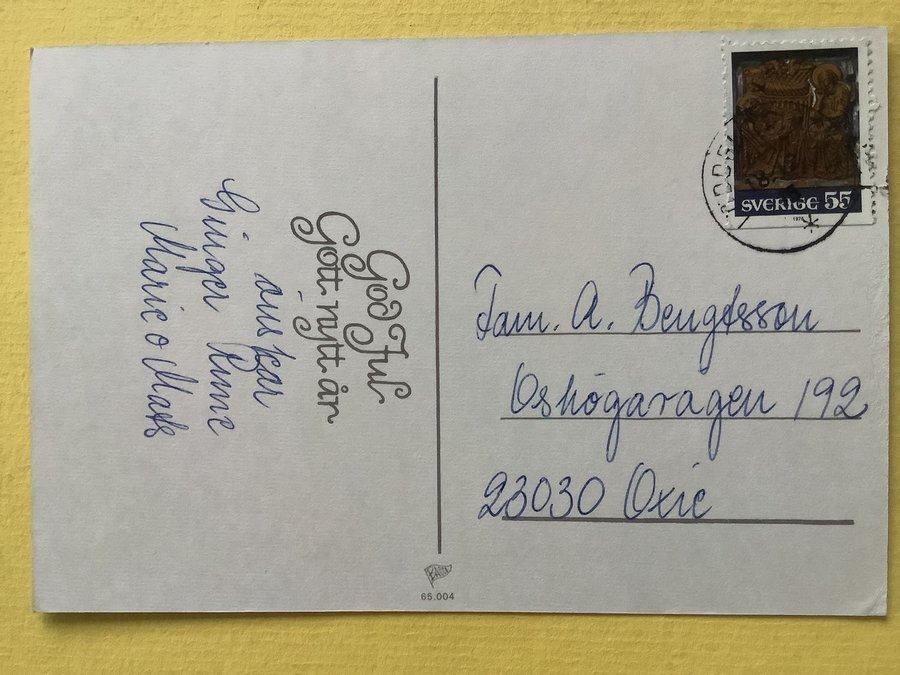 God Jul
Gott nytt år
önskar
Ginger Rune
Marie o Mats
SVERIGE 55
Fam. A. Bengtsson
Oshögavägen 192
23030 Oxie
65.004